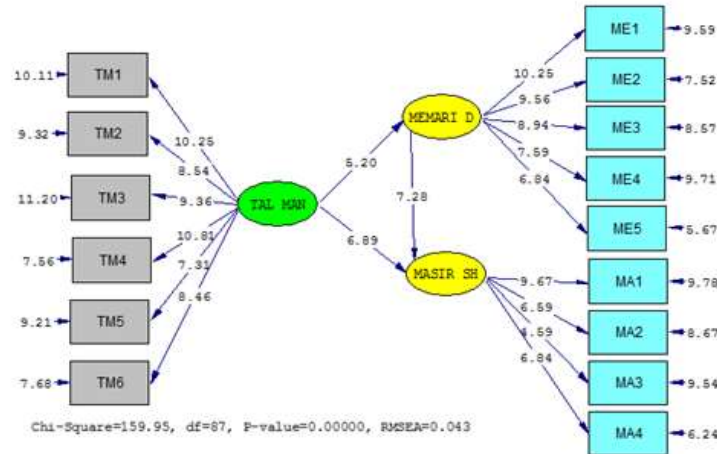 ME1
9.59
10.11
TM1
10.25
ME2
7.52
9.56
MEMARI D
8.94
ME3
8.57
9.32
TM2
10.25
8.54
5.20
7.59
ME4
9.71
6.84
11.20
TM3
9.36
TAL MAN
7.28
ME5
5.67
10.81
6.89
7.56
TM4
7.31
MASIR SH
9.67
MA1
9.78
8.46
6.59
9.21
TM5
4.59
MA2
8.67
6.84
7.68
TM6
MA3
9.54
Chi-Square=159.95, df=87, P-value=0.00000, RMSEA=0.043
MA4
6.24